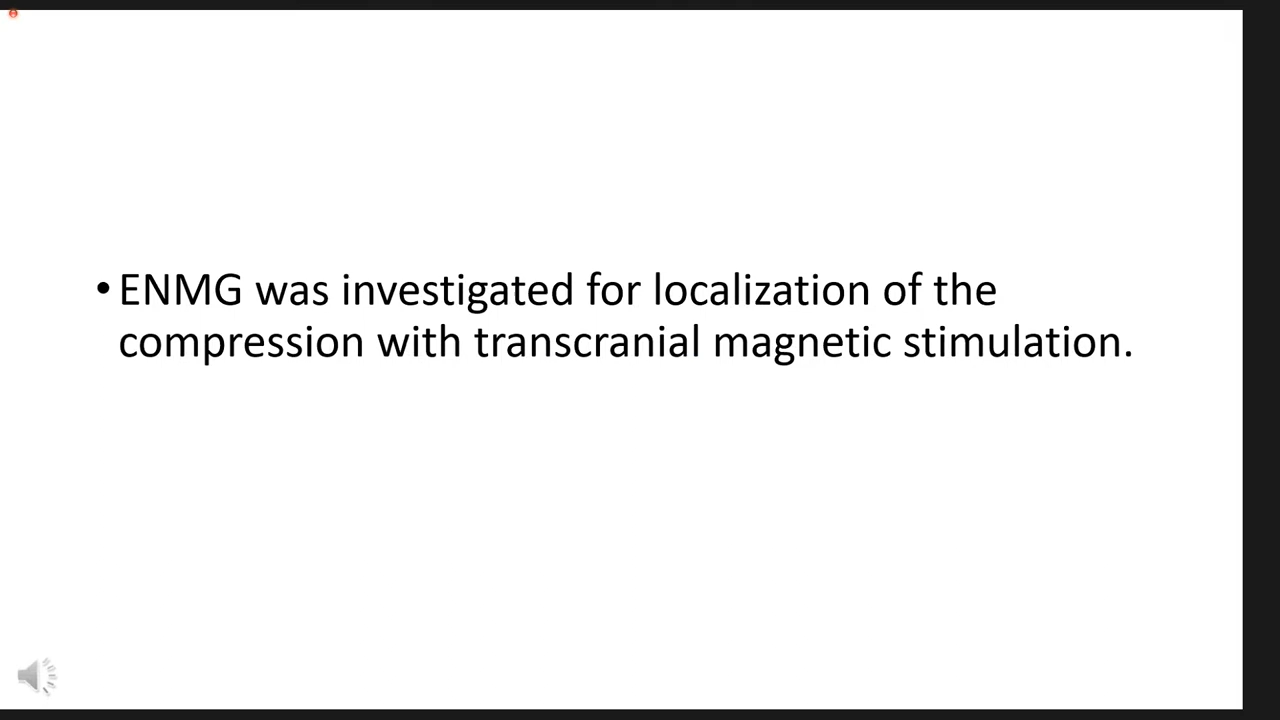 • ENMG was investigated for localization of the
compression with transcranial magnetic stimulation.